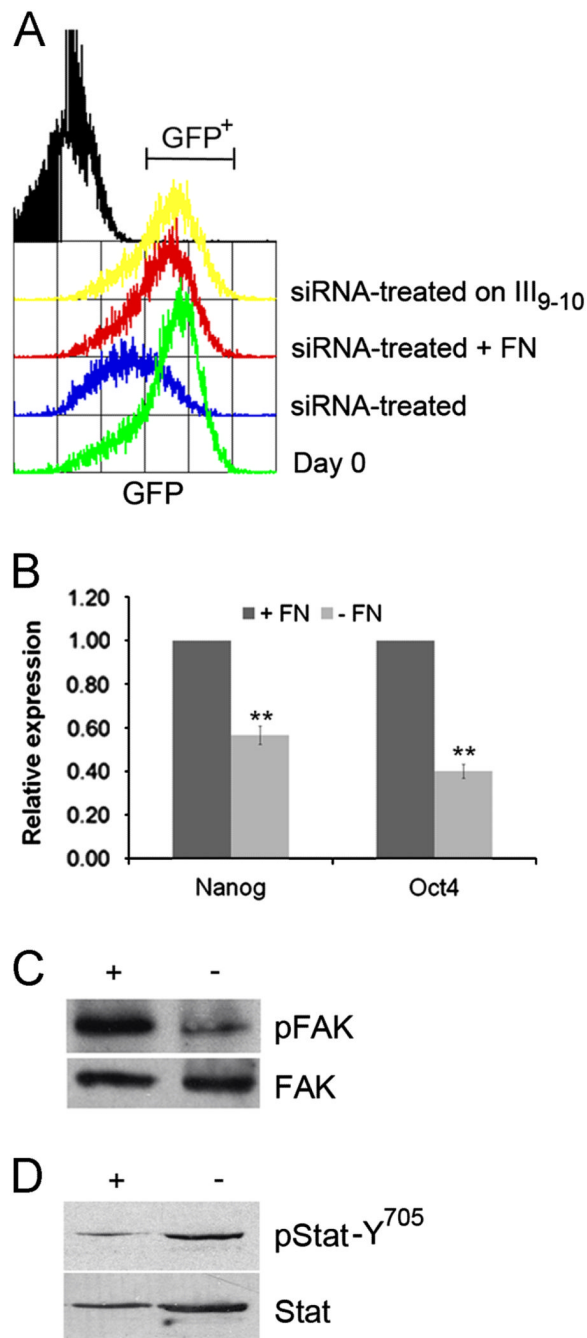 A
GFP+
siRNA-treated on III9-10
siRNA-treated + FN
siRNA-treated
Day 0
GFP
B
1.20
1.00
0.80
0.60
0.40
0.20
0.00
Relative expression
+ FN - FN
**
**
Nanog Oct4
C
+ -
pFAK
FAK
D
+ -
pStat-Y705
Stat